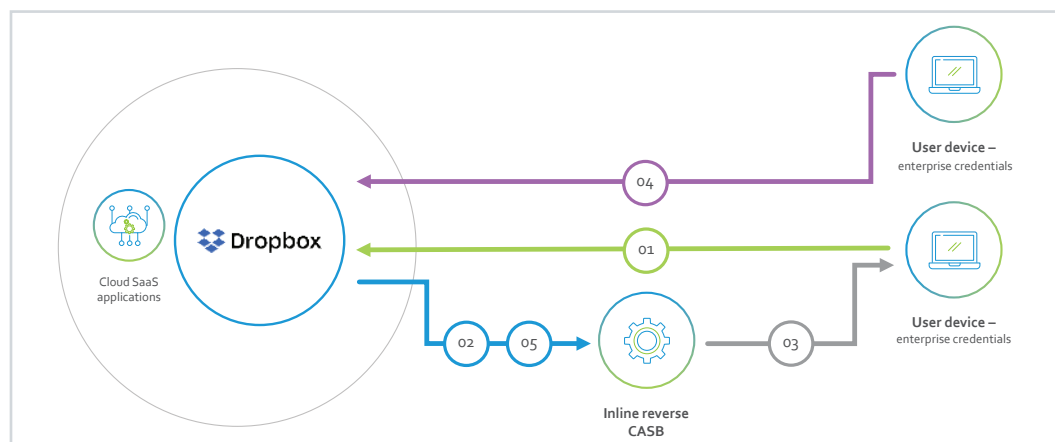 User device –
enterprise credentials
04
Dropbox
01
Cloud SaaS
applications
User device –
enterprise credentials
02
05
03
Inline reverse
CASB